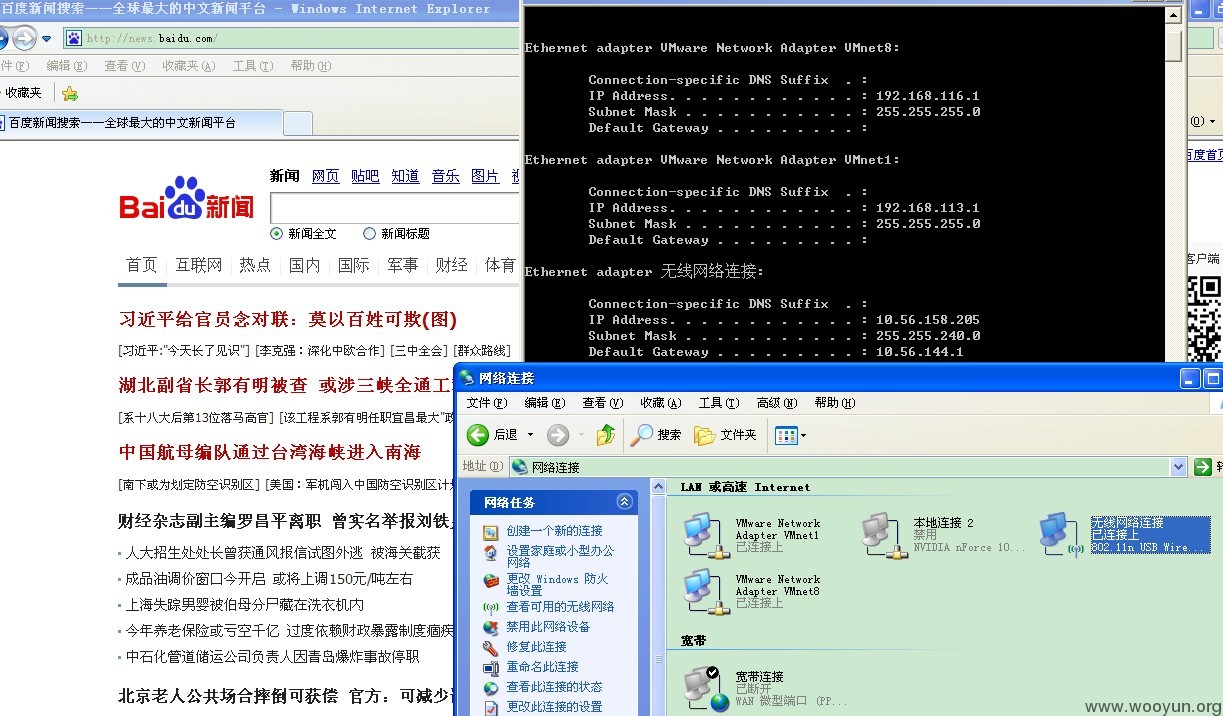 百度新闻搜索——全球最大的中文新闻平台 - Windows Internet Explorer
http://news.baidu.com/
件(F) 编辑(E) 查看(V) 收藏夹(A) 工具(T) 帮助(H)
收藏夹
百度新闻搜索——全球最大的中文新闻平台
Bai du 新闻
新闻 网页 贴吧 知道 音乐 图片
新闻全文 新闻标题
首页 互联网 热点 国内 国际 军事 财经 体育
习近平给官员念对联：莫以百姓可欺(图)
[习近平:"今天长了见识"] [李克强：深化中欧合作] [三中全会] [群众路线]
湖北副省长郭有明被查 或涉三峡全通工
[系十八大后第13位落马高官] [该工程系郭有明任职宜昌最大"政
中国航母编队通过台湾海峡进入南海
[南下或为划定防空识别区] [美国：军机闯入中国防空识别区计
财经杂志副主编罗昌平离职 曾实名举报刘铁
人大招生处处长曾获通风报信试图外逃 被海关截获
成品油调价窗口今开启 或将上调150元/吨左右
上海失踪男婴被伯母分尸藏在洗衣机内
今年养老保险或亏空千亿 过度依赖财政暴露制度痼疾
中石化管道储运公司负责人因青岛爆炸事故停职
北京老人公共场合摔倒可获偿 官方：可减少
Ethernet adapter VMware Network Adapter VMnet8:
Connection-specific DNS Suffix . :
IP Address. . . . . . . . . . . . : 192.168.116.1
Subnet Mask . . . . . . . . . . . : 255.255.255.0
Default Gateway . . . . . . . . . :
Ethernet adapter VMware Network Adapter VMnet1:
Connection-specific DNS Suffix . :
IP Address. . . . . . . . . . . . : 192.168.113.1
Subnet Mask . . . . . . . . . . . : 255.255.255.0
Default Gateway . . . . . . . . . :
Ethernet adapter 无线网络连接:
Connection-specific DNS Suffix . :
IP Address. . . . . . . . . . . . : 10.56.158.205
Subnet Mask . . . . . . . . . . . : 255.255.240.0
Default Gateway . . . . . . . . . : 10.56.144.1
(O)
百度首页
客户端
网络连接
文件(F) 编辑(E) 查看(V) 收藏(A) 工具(T) 高级(N) 帮助(H)
后退 搜索 文件夹
地址(D) 网络连接
网络任务
创建一个新的连接
设置家庭或小型办公
网络
更改 Windows 防火
墙设置
查看可用的无线网络
禁用此网络设备
修复此连接
重命名此连接
查看此连接的状态
更改此连接的设置
LAN 或高速 Internet
VMware Network
Adapter VMnet1
已连接上
本地连接 2
禁用
NVIDIA nForce 10...
无线网络连接
已连接上
802.11n USB Wire...
VMware Network
Adapter VMnet8
已连接上
宽带
宽带连接
已断开
WAN 微型端口 (PP...
www.wooyun.org